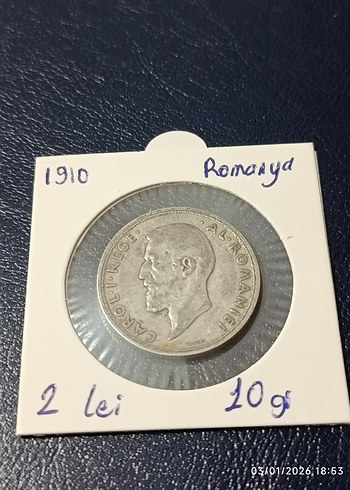 1910 Romanya
CAROL I REGE · AL · ROMANIEI
2 lei 10 gr
03/01/2026,18:53